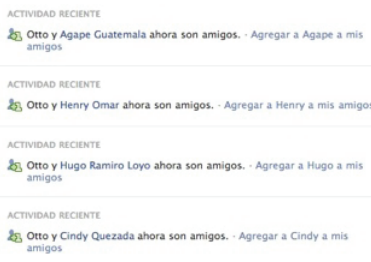 ACTIVIDAD RECIENTE
Otto y Agape Guatemala ahora son amigos. · Agregar a Agape a mis
amigos
ACTIVIDAD RECIENTE
Otto y Henry Omar ahora son amigos. · Agregar a Henry a mis amigos
ACTIVIDAD RECIENTE
Otto y Hugo Ramiro Loyo ahora son amigos. · Agregar a Hugo a mis
amigos
ACTIVIDAD RECIENTE
Otto y Cindy Quezada ahora son amigos. · Agregar a Cindy a mis
amigos